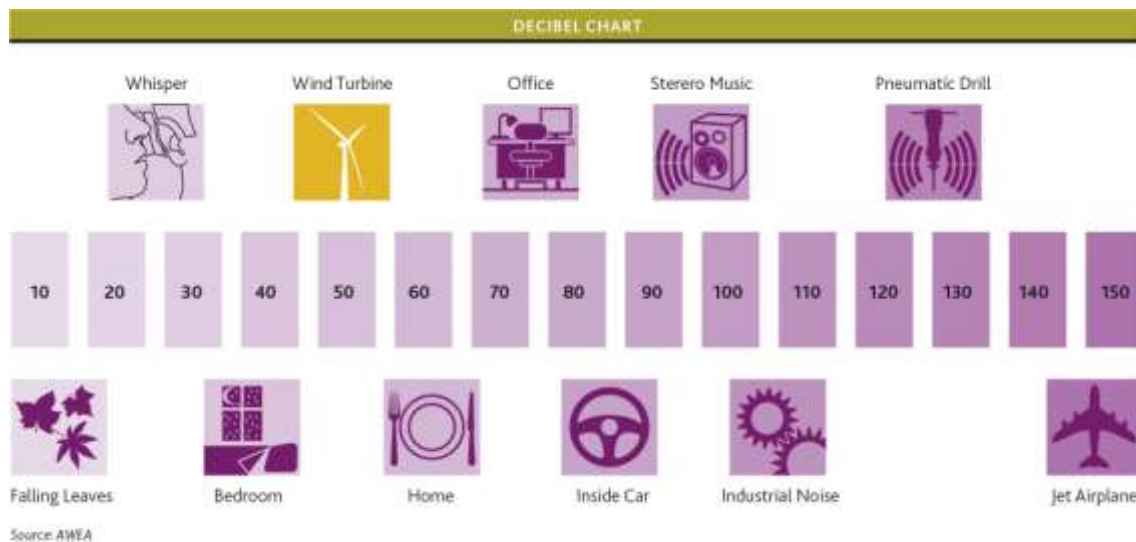 DECIBEL CHART
Whisper Wind Turbine Office Sterero Music Pneumatic Drill
10 20 30 40 50 60 70 80 90 100 110 120 130 140 150
Falling Leaves Bedroom Home Inside Car Industrial Noise Jet Airplane
Source: AWEA